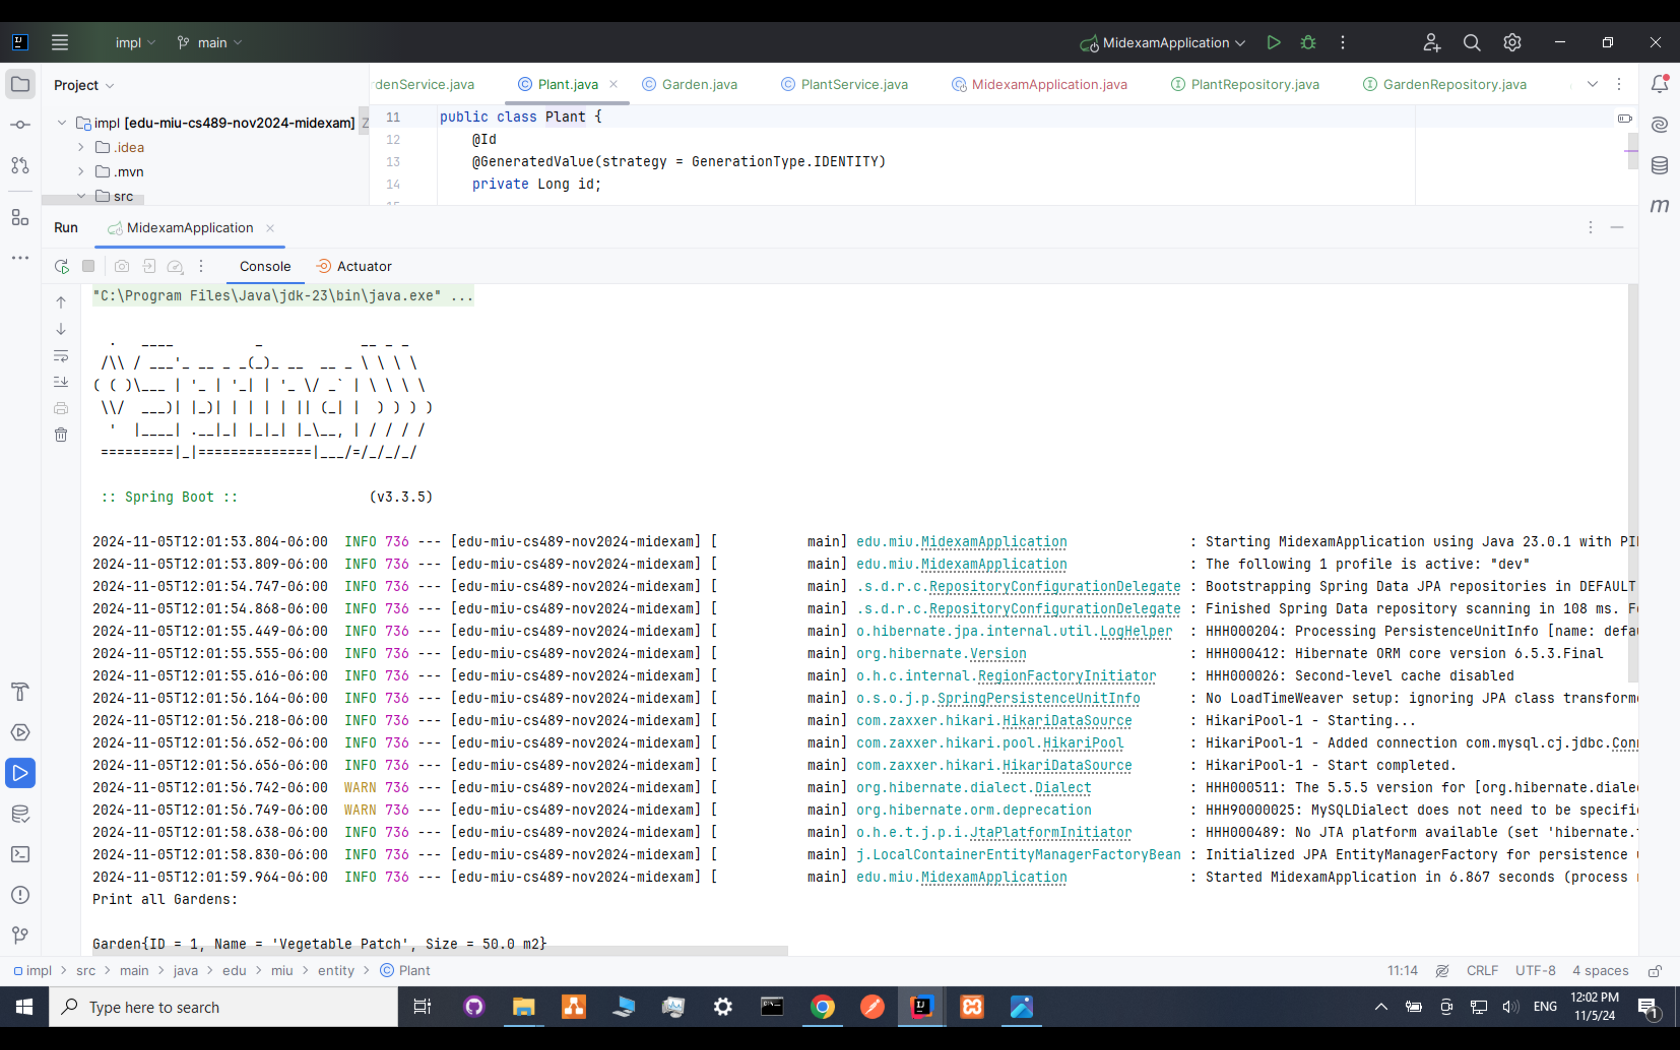 impl
main
MidexamApplication
Project
rdenService.java
Plant.java
Garden.java
PlantService.java
MidexamApplication.java
PlantRepository.java
GardenRepository.java
impl [edu-miu-cs489-nov2024-midexam]
.idea
.mvn
src
11 public class Plant {
12 @Id
13 @GeneratedValue(strategy = GenerationType.IDENTITY)
14 private Long id;
Run
MidexamApplication
Console
Actuator
"C:\Program Files\Java\jdk-23\bin\java.exe" ...
  .   ____          _            __ _ _
 /\\ / ___'_ __ _ _(_)_ __  __ _ \ \ \ \
( ( )\___ | '_ | '_| | '_ \/ _` | \ \ \ \
 \\/  ___)| |_)| | | | | || (_| |  ) ) ) )
  '  |____| .__|_| |_|_| |_\__, | / / / /
 =========|_|==============|___/=/_/_/_/
:: Spring Boot :: (v3.3.5)
2024-11-05T12:01:53.804-06:00 INFO 736 --- [edu-miu-cs489-nov2024-midexam] [ main] edu.miu.MidexamApplication : Starting MidexamApplication using Java 23.0.1 with
2024-11-05T12:01:53.809-06:00 INFO 736 --- [edu-miu-cs489-nov2024-midexam] [ main] edu.miu.MidexamApplication : The following 1 profile is active: "dev"
2024-11-05T12:01:54.747-06:00 INFO 736 --- [edu-miu-cs489-nov2024-midexam] [ main] .s.d.r.c.RepositoryConfigurationDelegate : Bootstrapping Spring Data JPA repositories in DEFAULT
2024-11-05T12:01:54.868-06:00 INFO 736 --- [edu-miu-cs489-nov2024-midexam] [ main] .s.d.r.c.RepositoryConfigurationDelegate : Finished Spring Data repository scanning in 108 ms.
2024-11-05T12:01:55.449-06:00 INFO 736 --- [edu-miu-cs489-nov2024-midexam] [ main] o.hibernate.jpa.internal.util.LogHelper : HHH000204: Processing PersistenceUnitInfo [name: defau
2024-11-05T12:01:55.555-06:00 INFO 736 --- [edu-miu-cs489-nov2024-midexam] [ main] org.hibernate.Version : HHH000412: Hibernate ORM core version 6.5.3.Final
2024-11-05T12:01:55.616-06:00 INFO 736 --- [edu-miu-cs489-nov2024-midexam] [ main] o.h.c.internal.RegionFactoryInitiator : HHH000026: Second-level cache disabled
2024-11-05T12:01:56.164-06:00 INFO 736 --- [edu-miu-cs489-nov2024-midexam] [ main] o.s.o.j.p.SpringPersistenceUnitInfo : No LoadTimeWeaver setup: ignoring JPA class transforme
2024-11-05T12:01:56.218-06:00 INFO 736 --- [edu-miu-cs489-nov2024-midexam] [ main] com.zaxxer.hikari.HikariDataSource : HikariPool-1 - Starting...
2024-11-05T12:01:56.652-06:00 INFO 736 --- [edu-miu-cs489-nov2024-midexam] [ main] com.zaxxer.hikari.pool.HikariPool : HikariPool-1 - Added connection com.mysql.cj.jdbc.Conn
2024-11-05T12:01:56.656-06:00 INFO 736 --- [edu-miu-cs489-nov2024-midexam] [ main] com.zaxxer.hikari.HikariDataSource : HikariPool-1 - Start completed.
2024-11-05T12:01:56.742-06:00 WARN 736 --- [edu-miu-cs489-nov2024-midexam] [ main] org.hibernate.dialect.Dialect : HHH000511: The 5.5.5 version for [org.hibernate.diale
2024-11-05T12:01:56.749-06:00 WARN 736 --- [edu-miu-cs489-nov2024-midexam] [ main] org.hibernate.orm.deprecation : HHH90000025: MySQLDialect does not need to be specifi
2024-11-05T12:01:58.638-06:00 INFO 736 --- [edu-miu-cs489-nov2024-midexam] [ main] o.h.e.t.j.p.i.JtaPlatformInitiator : HHH000489: No JTA platform available (set 'hibernate.
2024-11-05T12:01:58.830-06:00 INFO 736 --- [edu-miu-cs489-nov2024-midexam] [ main] j.LocalContainerEntityManagerFactoryBean : Initialized JPA EntityManagerFactory for persistence
2024-11-05T12:01:59.964-06:00 INFO 736 --- [edu-miu-cs489-nov2024-midexam] [ main] edu.miu.MidexamApplication : Started MidexamApplication in 6.867 seconds (process
Print all Gardens:
Garden{ID = 1, Name = 'Vegetable Patch', Size = 50.0 m2}
impl > src > main > java > edu > miu > entity > Plant
11:14 CRLF UTF-8 4 spaces
Type here to search
ENG
12:02 PM
11/5/24
1